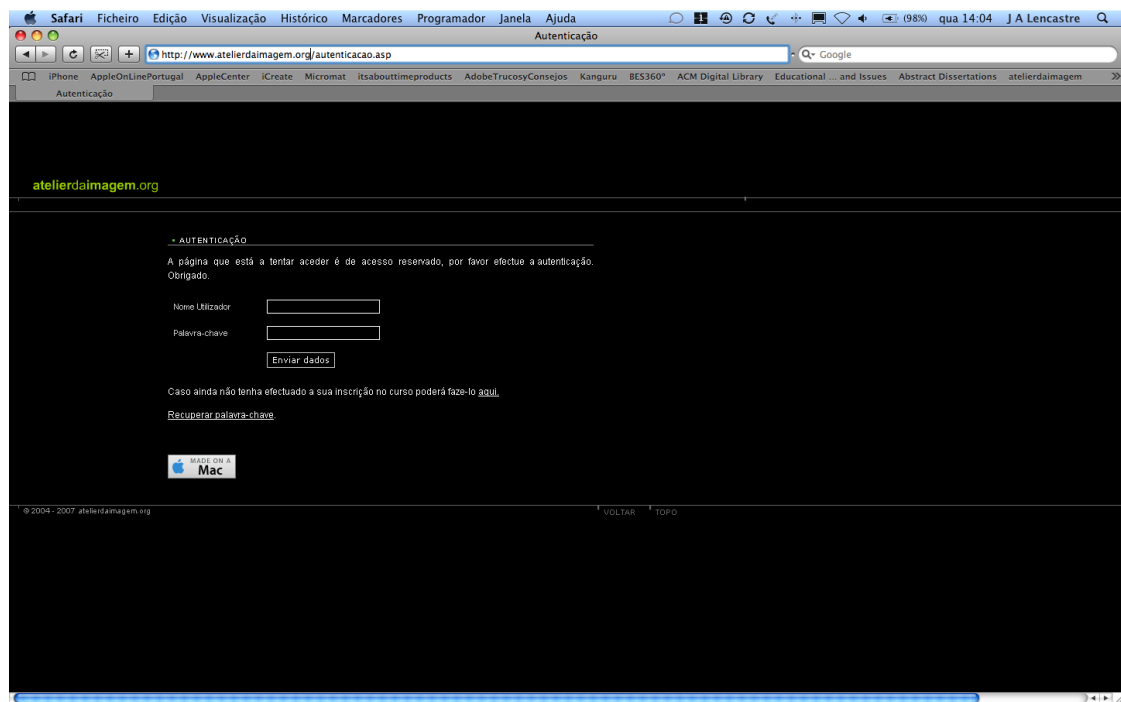 Safari Ficheiro Edição Visualização Histórico Marcadores Programador Janela Ajuda 1 (98%) qua 14:04 J A Lencastre
Autenticação
http://www.atelierdaimagem.org/autenticacao.asp Google
iPhone AppleOnLinePortugal AppleCenter iCreate Micromat itsabouttimeproducts AdobeTrucosyConsejos Kanguru BES360° ACM Digital Library Educational ... and Issues Abstract Dissertations atelierdaimagem
Autenticação
atelierdaimagem.org
AUTENTICAÇÃO
A página que está a tentar aceder é de acesso reservado, por favor efectue a autenticação.
Obrigado.
Nome Utilizador
Palavra-chave
Enviar dados
Caso ainda não tenha efectuado a sua inscrição no curso poderá faze-lo aqui.
Recuperar palavra-chave.
MADE ON A
Mac
© 2004 - 2007 atelierdaimagem.org VOLTAR TOPO